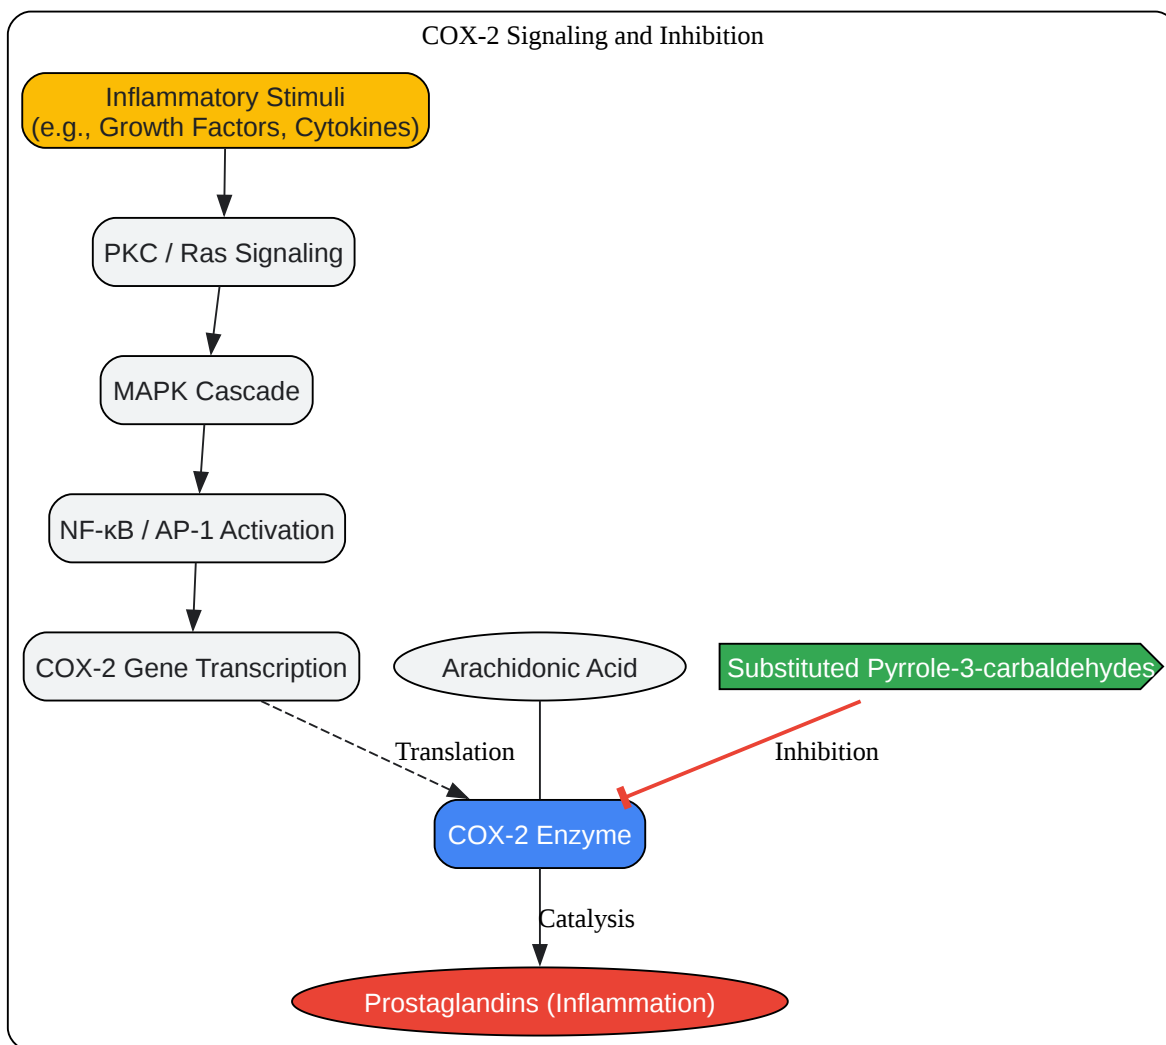 COX-2 Signaling and Inhibition
Inflammatory Stimuli
(e.g., Growth Factors, Cytokines)
PKC / Ras Signaling
MAPK Cascade
NF-κB / AP-1 Activation
COX-2 Gene Transcription
Arachidonic Acid
Substituted Pyrrole-3-carbaldehydes
Translation
Inhibition
COX-2 Enzyme
Catalysis
Prostaglandins (Inflammation)